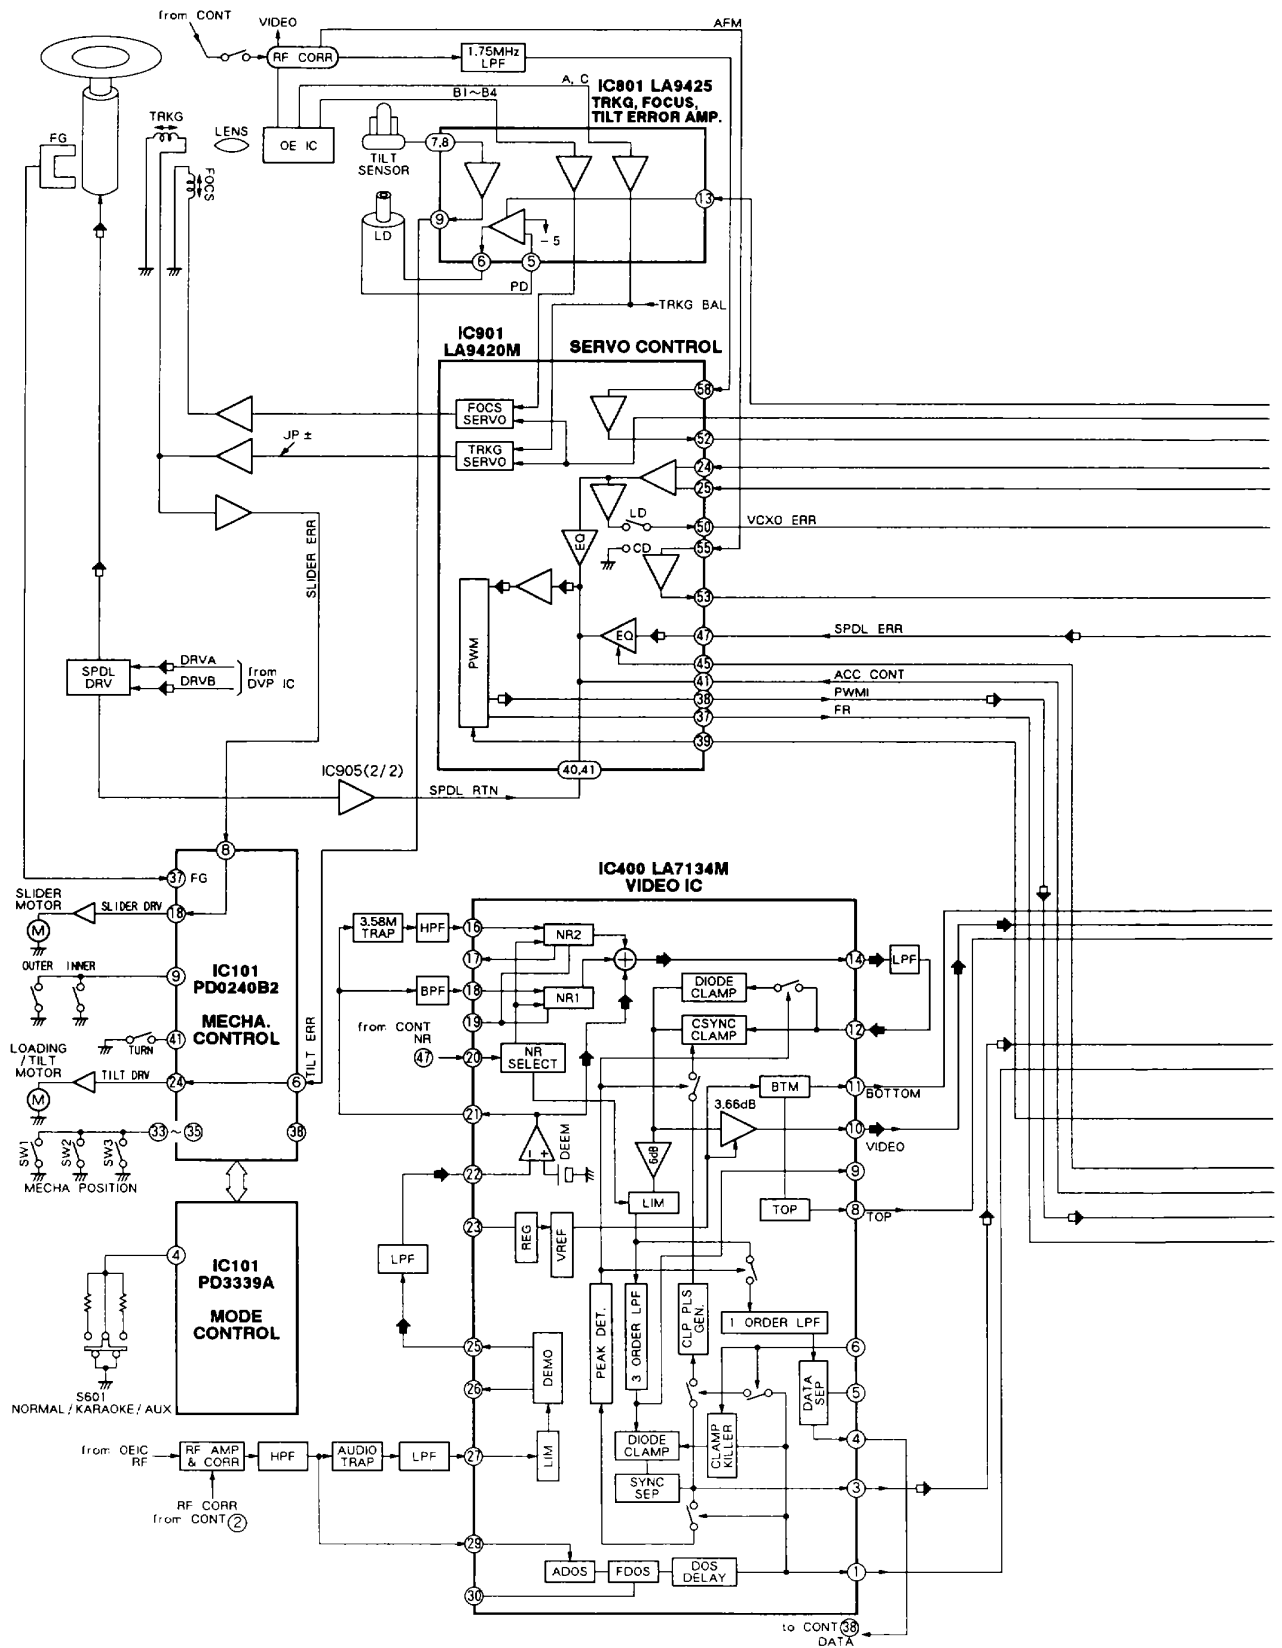 from CONT
VIDEO
AFM
RF CORR
1.75MHz
LPF
A, C
B1~B4
IC801 LA9425
TRKG, FOCUS,
TILT ERROR AMP.
TRKG
FG
LENS
OE IC
TILT
SENSOR
7,8
FOCS
LD
9
13
-5
6
5
PD
TRKG BAL
IC901
LA9420M
SERVO CONTROL
58
FOCS
SERVO
52
JP ±
TRKG
SERVO
24
25
LD
50
VCXO ERR
EQ
CD
55
SLIDER ERR
53
PWM
EQ
47
SPDL ERR
45
SPDL
DRV
DRVA
DRVB
from
DVP IC
41
ACC CONT
38
PWMI
37
FR
39
IC905(2/2)
40,41
SPDL RTN
8
IC400 LA7134M
VIDEO IC
37
FG
SLIDER
MOTOR
SLIDER DRV
18
M
3.58M
TRAP
HPF
16
NR2
17
14
LPF
OUTER
INNER
9
IC101
PD0240B2
MECHA.
CONTROL
BPF
18
NR1
DIODE
CLAMP
19
CSYNC
CLAMP
12
from CONT
NR
47
20
NR
SELECT
41
TURN
TILT ERR
LOADING
/TILT
MOTOR
TILT DRV
24
6
M
BTM
11
BOTTOM
21
3.66dB
33
~
35
38
DEEM
- +
10
VIDEO
SW1
SW2
SW3
MECHA POSITION
22
6dB
9
LIM
TOP
8
TOP
23
REG
VREF
4
IC101
PD3339A
MODE
CONTROL
LPF
PEAK DET.
3 ORDER LPF
CLP PLS
GEN.
1 ORDER LPF
25
6
DEMO
26
DATA
SEP
5
S601
NORMAL/KARAOKE/AUX
CLAMP
KILLER
4
from OEIC
RF
RF AMP
& CORR
HPF
AUDIO
TRAP
LPF
27
LIM
DIODE
CLAMP
SYNC
SEP
3
RF CORR
from CONT
2
29
ADOS
FDOS
DOS
DELAY
1
30
to CONT
38
DATA